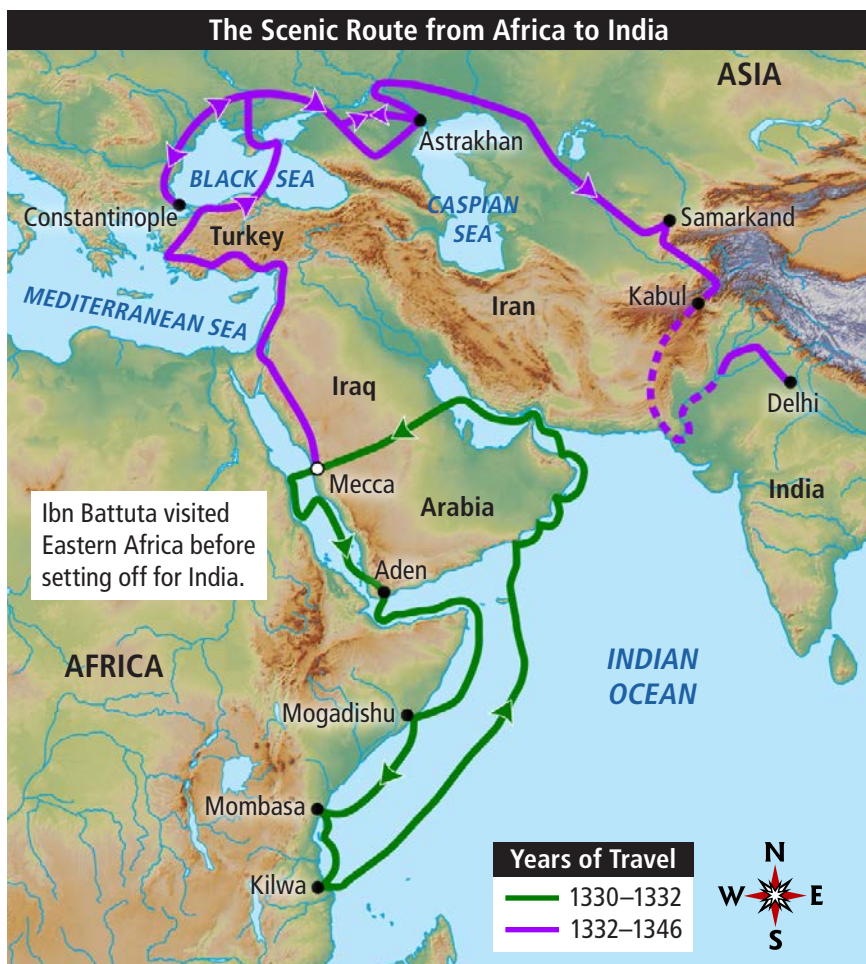 The Scenic Route from Africa to India
ASIA
Astrakhan
BLACK SEA
Constantinople
CASPIAN
SEA
Samarkand
Turkey
MEDITERRANEAN SEA
Iran
Kabul
Iraq
Delhi
Mecca
Arabia
India
Ibn Battuta visited
Eastern Africa before
setting off for India.
Aden
AFRICA
INDIAN
OCEAN
Mogadishu
Mombasa
Kilwa
Years of Travel
1330–1332
1332–1346
N
W
E
S